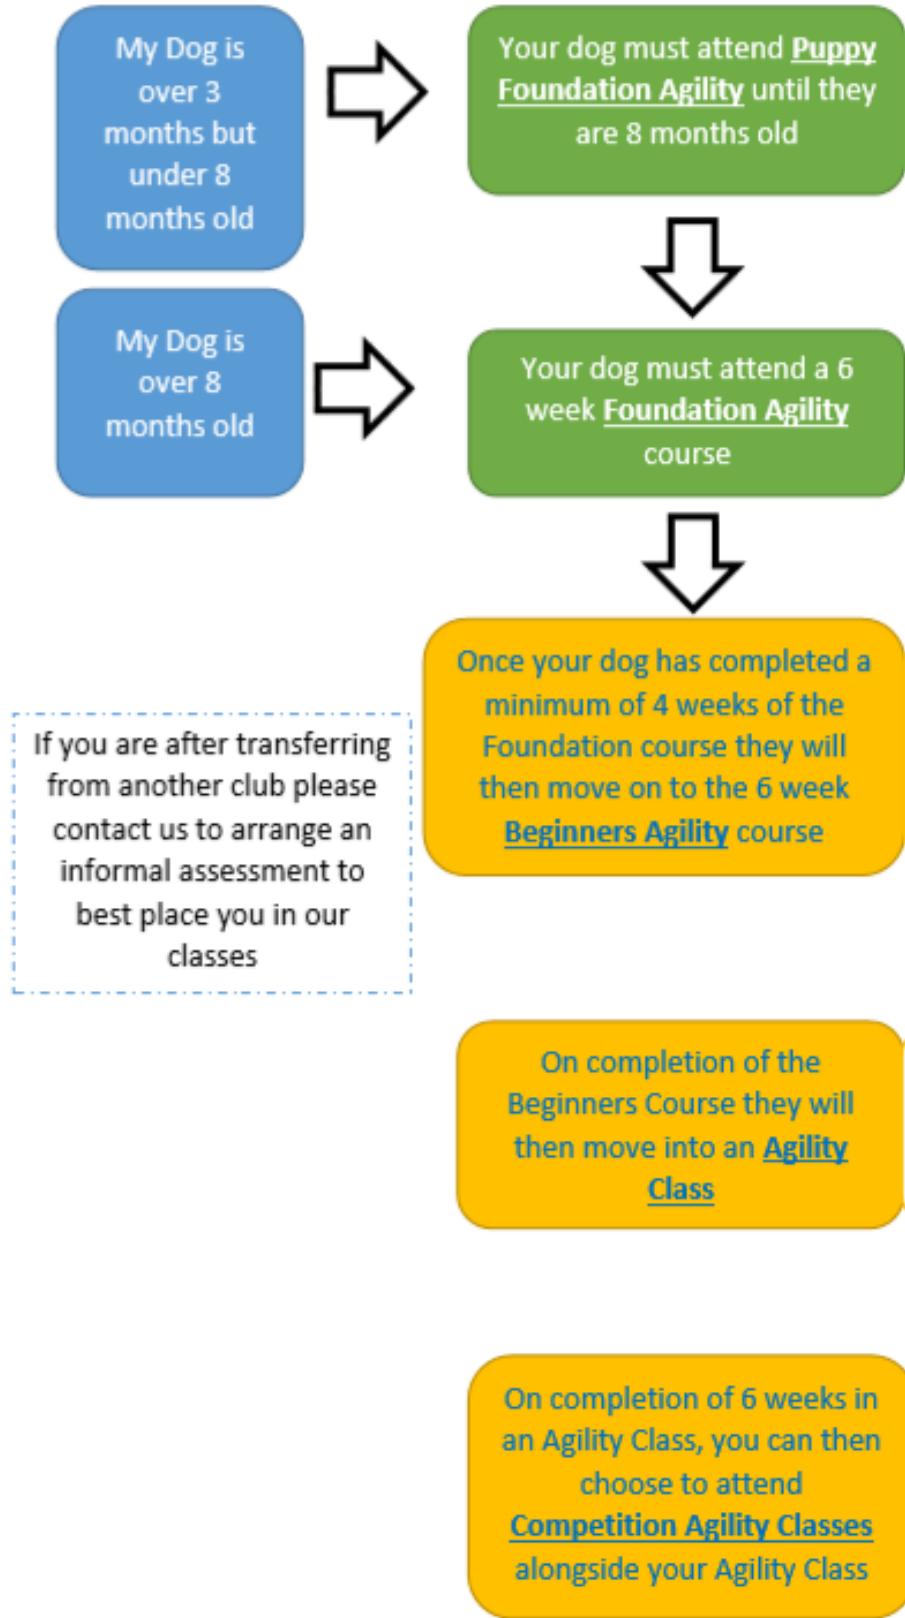 My Dog is
over 3
months but
under 8
months old
Your dog must attend Puppy
Foundation Agility until they
are 8 months old
My Dog is
over 8
months old
Your dog must attend a 6
week Foundation Agility
course
Once your dog has completed a
minimum of 4 weeks of the
Foundation course they will
then move on to the 6 week
Beginners Agility course
If you are after transferring
from another club please
contact us to arrange an
informal assessment to
best place you in our
classes
On completion of the
Beginners Course they will
then move into an Agility
Class
On completion of 6 weeks in
an Agility Class, you can then
choose to attend
Competition Agility Classes
alongside your Agility Class